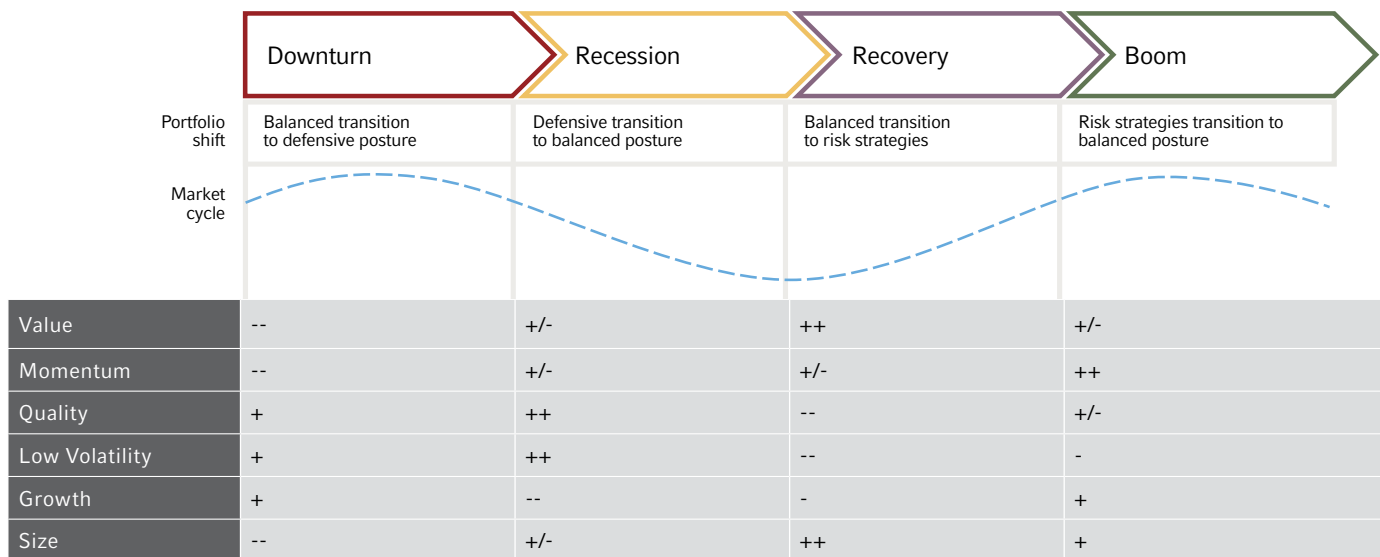 Downturn Recession Recovery Boom
Portfolio shift
Balanced transition to defensive posture
Defensive transition to balanced posture
Balanced transition to risk strategies
Risk strategies transition to balanced posture
Market cycle
Value -- +/- ++ +/-
Momentum -- +/- +/- ++
Quality + ++ -- +/-
Low Volatility + ++ -- -
Growth + -- - +
Size -- +/- ++ +